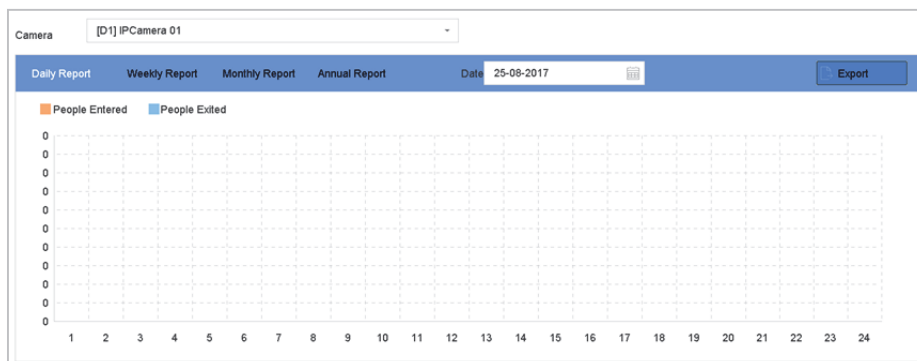 Camera [D1] IPCamera 01
Daily Report Weekly Report Monthly Report Annual Report Date 25-08-2017 Export
People Entered People Exited
0
0
0
0
0
0
0
0
0
0
0
1 2 3 4 5 6 7 8 9 10 11 12 13 14 15 16 17 18 19 20 21 22 23 24